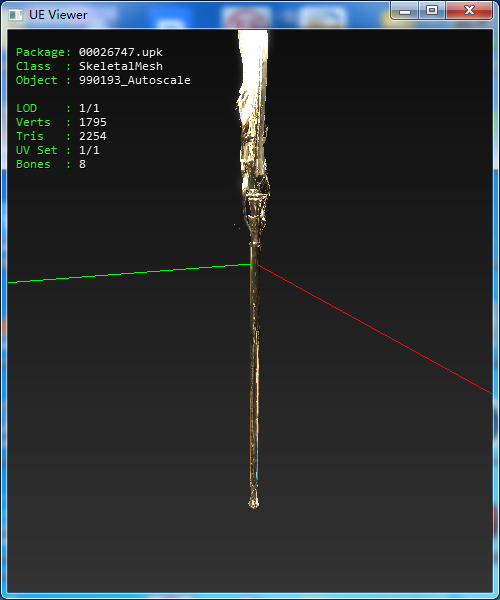 UE Viewer
Package: 00026747.upk
Class  : SkeletalMesh
Object : 990193_Autoscale
LOD    : 1/1
Verts  : 1795
Tris   : 2254
UV Set : 1/1
Bones  : 8